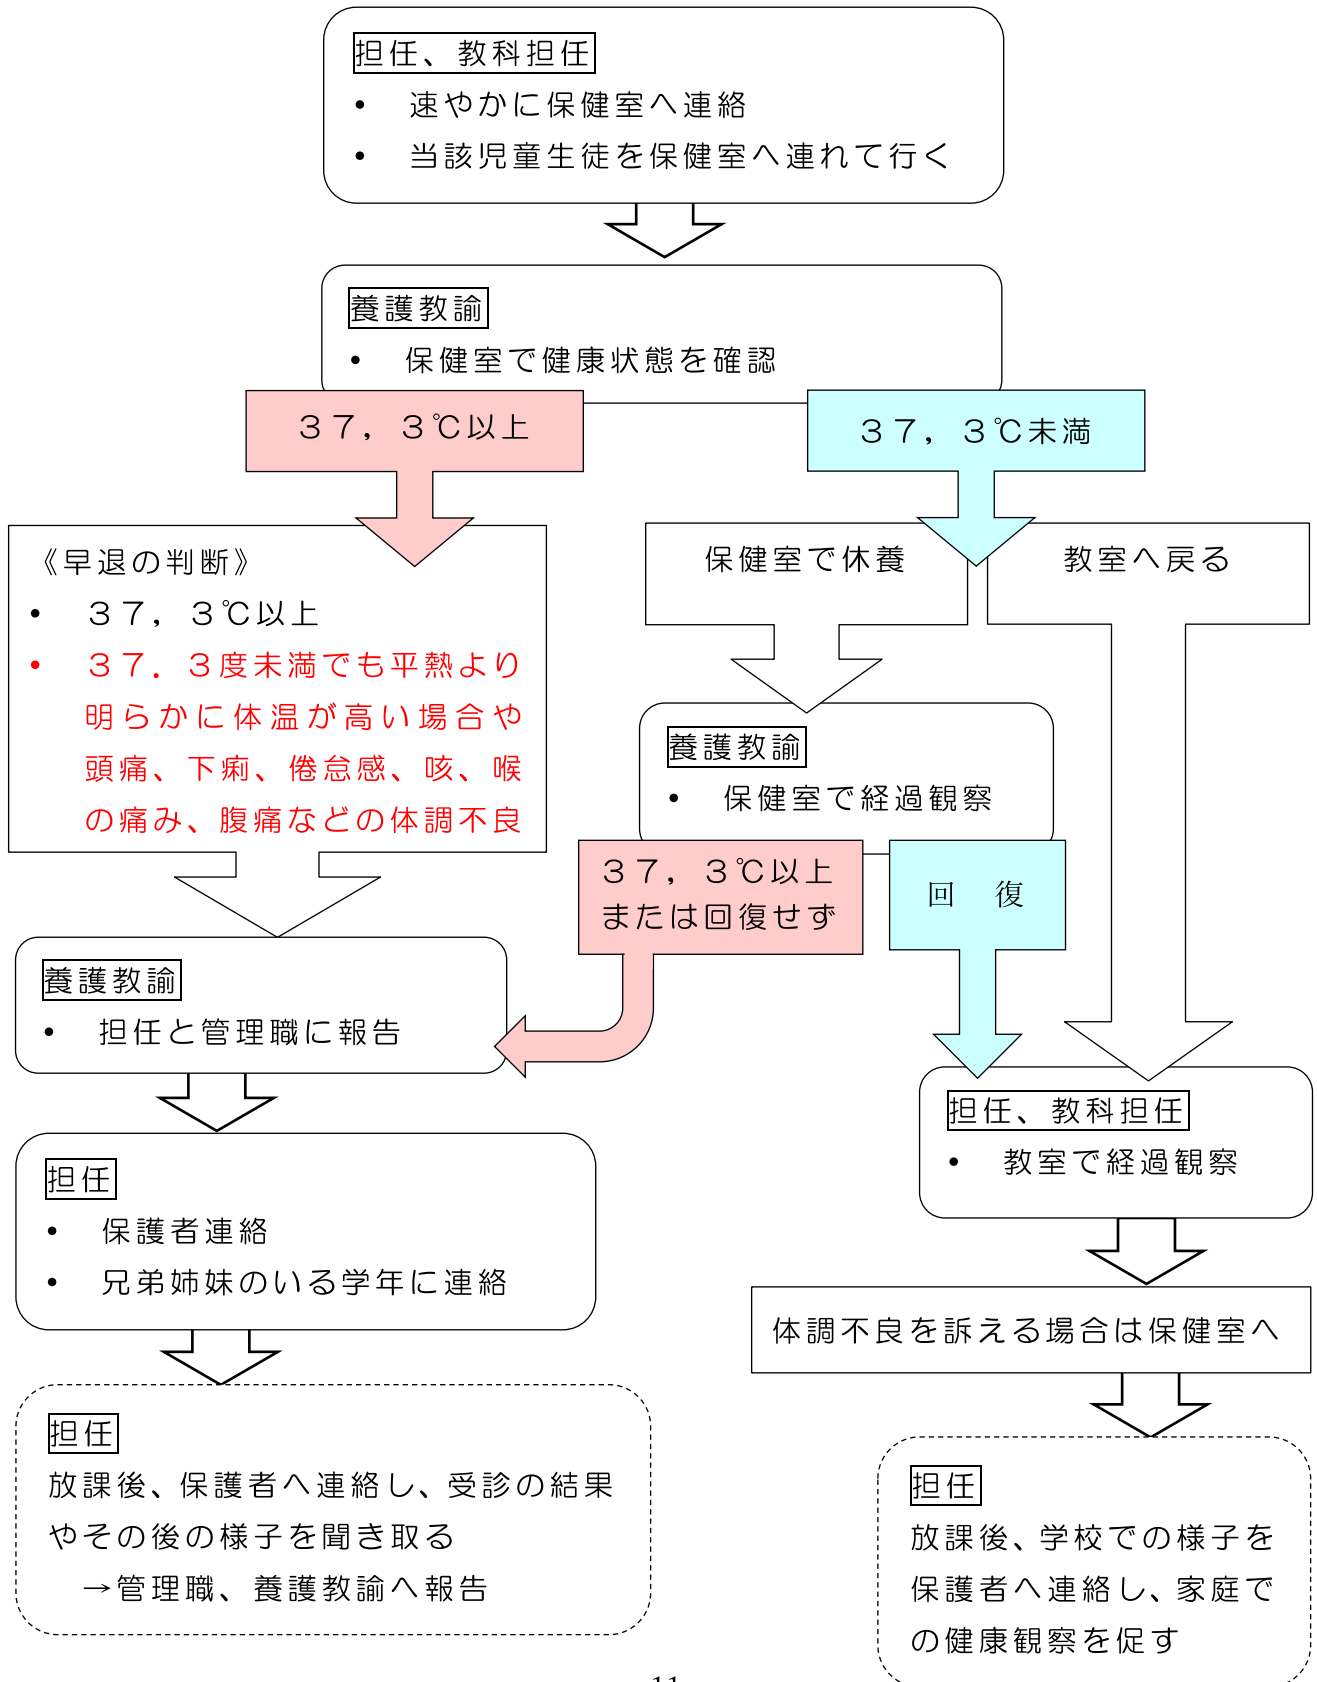 担任、教科担任
• 速やかに保健室へ連絡
• 当該児童生徒を保健室へ連れて行く
養護教諭
• 保健室で健康状態を確認
３７，３℃以上
３７，３℃未満
《早退の判断》
• ３７，３℃以上
• ３７．３度未満でも平熱より
明らかに体温が高い場合や
頭痛、下痢、倦怠感、咳、喉
の痛み、腹痛などの体調不良
保健室で休養
教室へ戻る
養護教諭
• 保健室で経過観察
３７，３℃以上
または回復せず
回　復
養護教諭
• 担任と管理職に報告
担任、教科担任
• 教室で経過観察
担任
• 保護者連絡
• 兄弟姉妹のいる学年に連絡
体調不良を訴える場合は保健室へ
担任
放課後、保護者へ連絡し、受診の結果
やその後の様子を聞き取る
→管理職、養護教諭へ報告
担任
放課後、学校での様子を
保護者へ連絡し、家庭で
の健康観察を促す
11